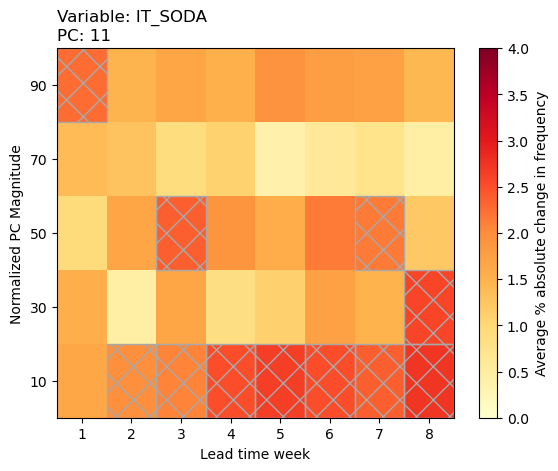 Variable: IT_SODA
PC: 11
Normalized PC Magnitude
90
70
50
30
10
1 2 3 4 5 6 7 8
Lead time week
4.0
3.5
3.0
2.5
2.0
1.5
1.0
0.5
0.0
Average % absolute change in frequency